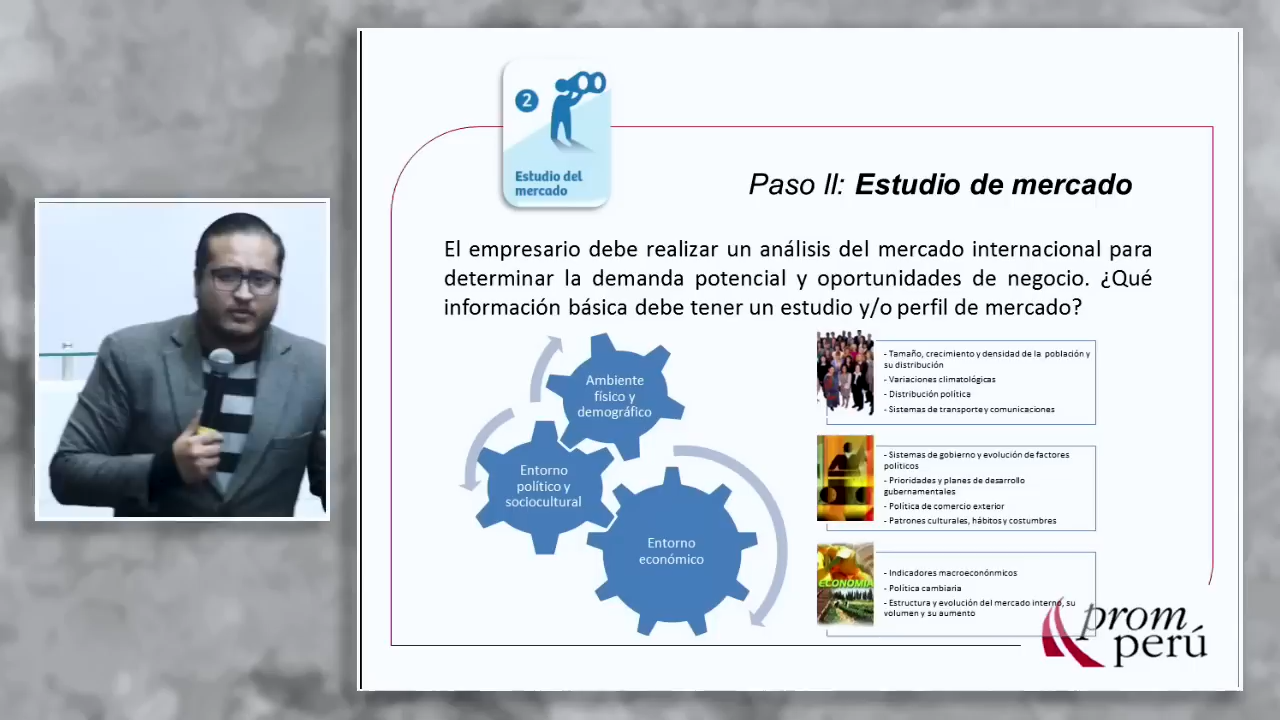 2
Estudio del
mercado
Paso II: Estudio de mercado
El empresario debe realizar un análisis del mercado internacional para
determinar la demanda potencial y oportunidades de negocio. ¿Qué
información básica debe tener un estudio y/o perfil de mercado?
Ambiente
físico y
demográfico
Entorno
político y
sociocultural
Entorno
económico
- Tamaño, crecimiento y densidad de la población y
su distribución
- Variaciones climatológicas
- Distribución política
- Sistemas de transporte y comunicaciones
- Sistemas de gobierno y evolución de factores
políticos
- Prioridades y planes de desarrollo
gubernamentales
- Política de comercio exterior
- Patrones culturales, hábitos y costumbres
ECONOMIA
- Indicadores macroeconónmicos
- Política cambiaria
- Estructura y evolución del mercado interno, su
volumen y su aumento
prom
perú